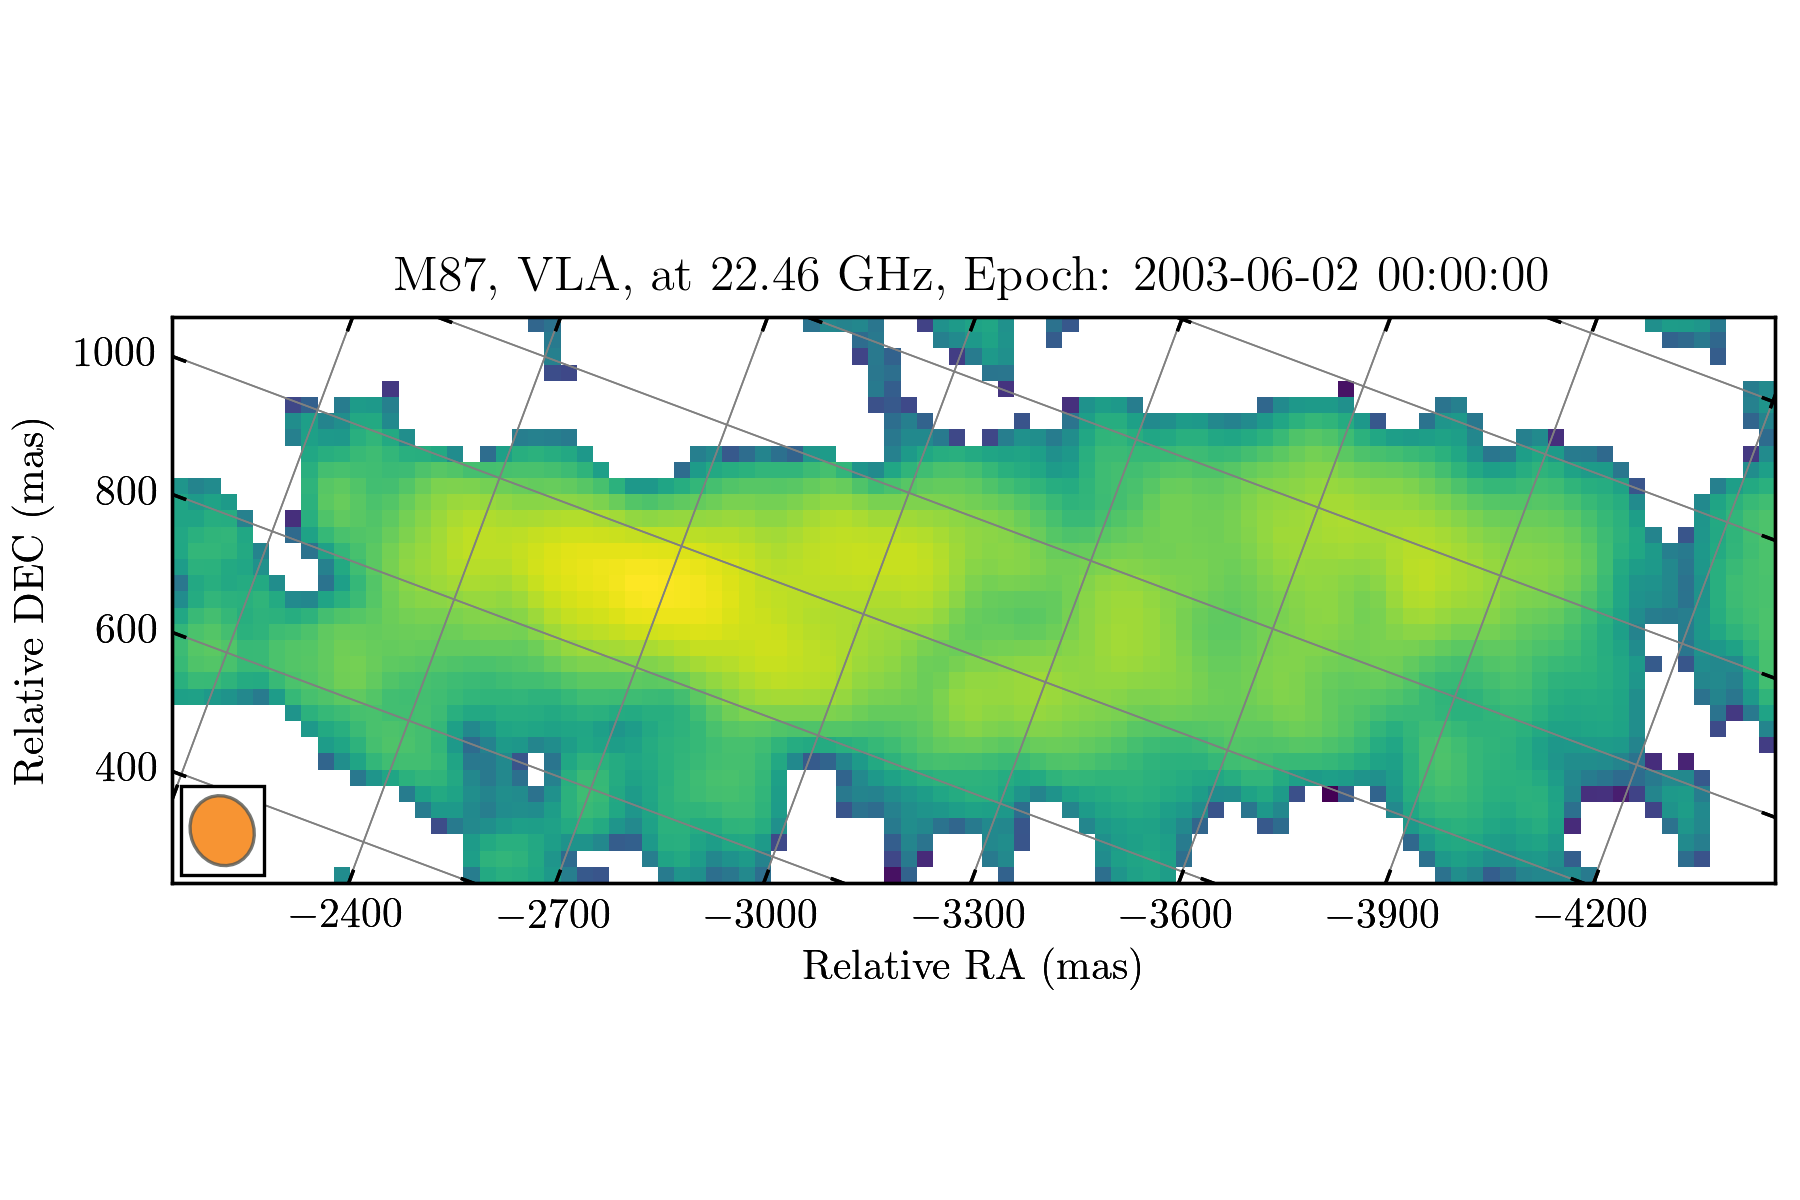 M87, VLA, at 22.46 GHz, Epoch: 2003-06-02 00:00:00
1000
800
600
400
Relative DEC (mas)
−2400 −2700 −3000 −3300 −3600 −3900 −4200
Relative RA (mas)